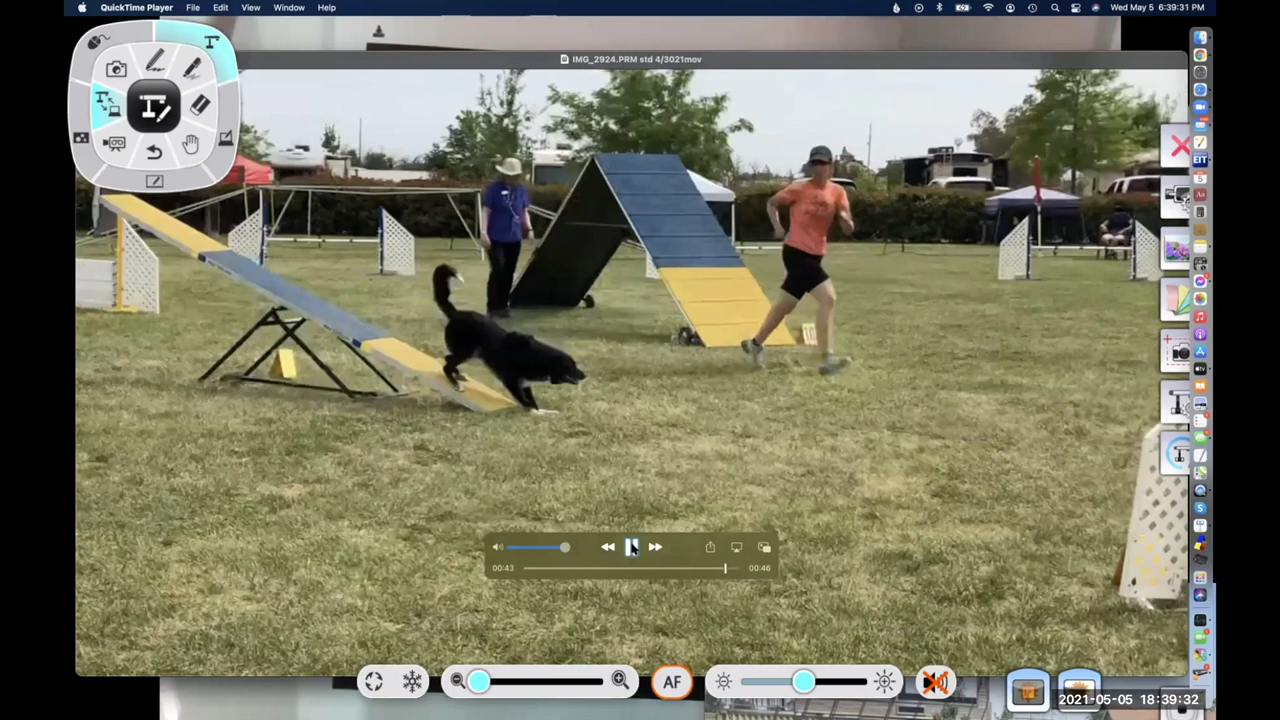 QuickTime Player File Edit View Window Help
Wed May 5 6:39:31 PM
IMG_2924.PRM std 4/3021mov
EIT
00:43
00:46
AF
2021-05-05 18:39:32